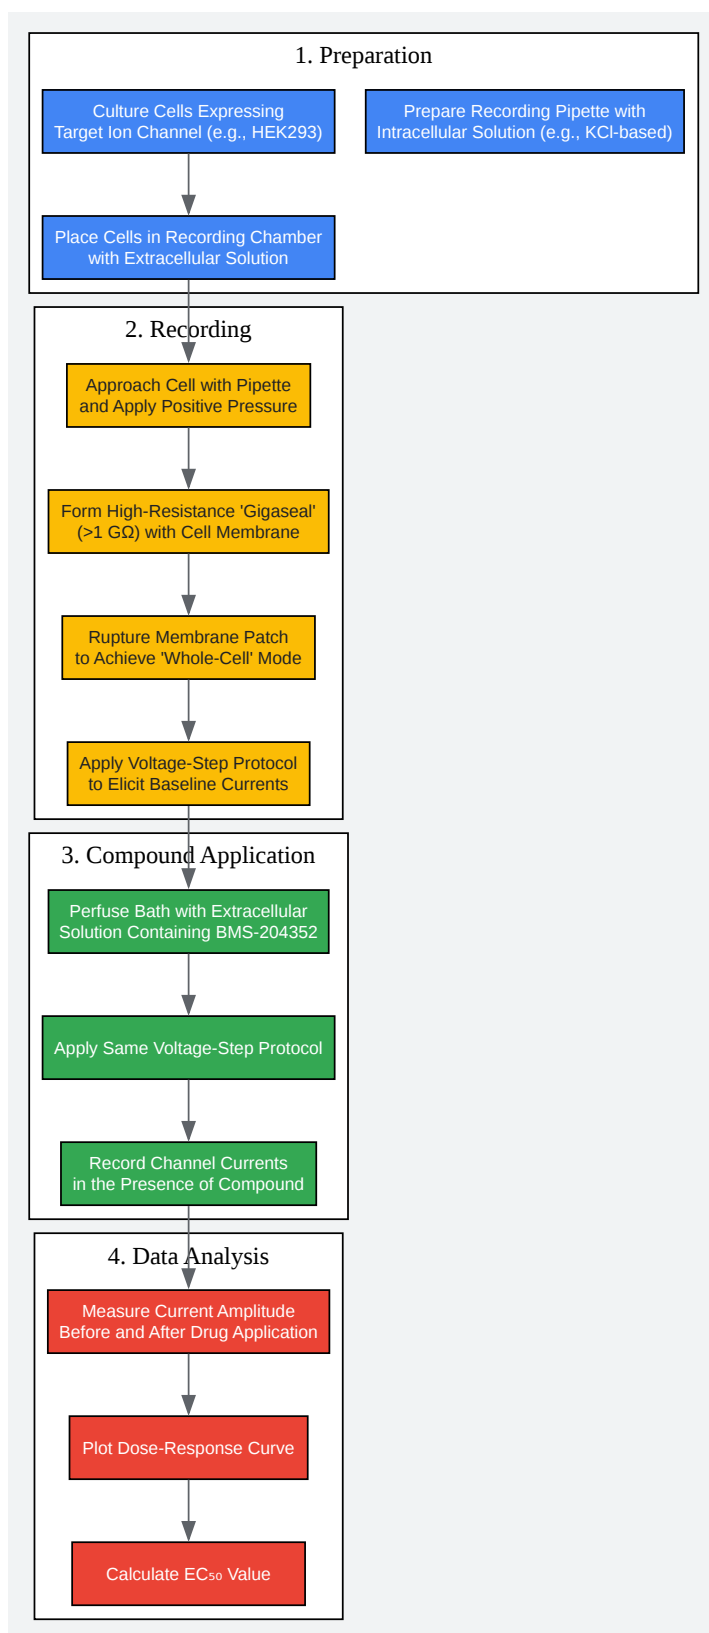 1. Preparation
Culture Cells Expressing
Target Ion Channel (e.g., HEK293)
Prepare Recording Pipette with
Intracellular Solution (e.g., KCl-based)
Place Cells in Recording Chamber
with Extracellular Solution
2. Recording
Approach Cell with Pipette
and Apply Positive Pressure
Form High-Resistance 'Gigaseal'
(>1 GΩ) with Cell Membrane
Rupture Membrane Patch
to Achieve 'Whole-Cell' Mode
Apply Voltage-Step Protocol
to Elicit Baseline Currents
3. Compound Application
Perfuse Bath with Extracellular
Solution Containing BMS-204352
Apply Same Voltage-Step Protocol
Record Channel Currents
in the Presence of Compound
4. Data Analysis
Measure Current Amplitude
Before and After Drug Application
Plot Dose-Response Curve
Calculate EC₅₀ Value